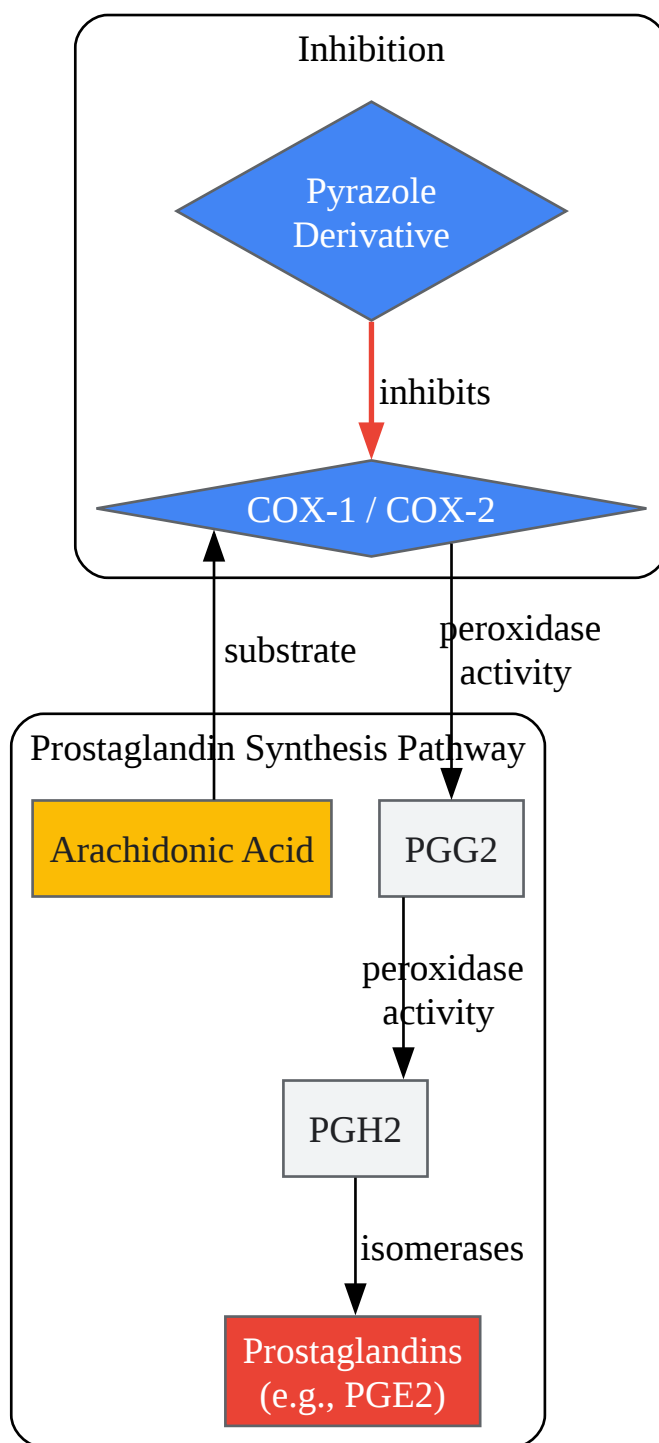 Inhibition
Pyrazole
Derivative
inhibits
COX-1 / COX-2
substrate
peroxidase
activity
Prostaglandin Synthesis Pathway
Arachidonic Acid
PGG2
peroxidase
activity
PGH2
isomerases
Prostaglandins
(e.g., PGE2)